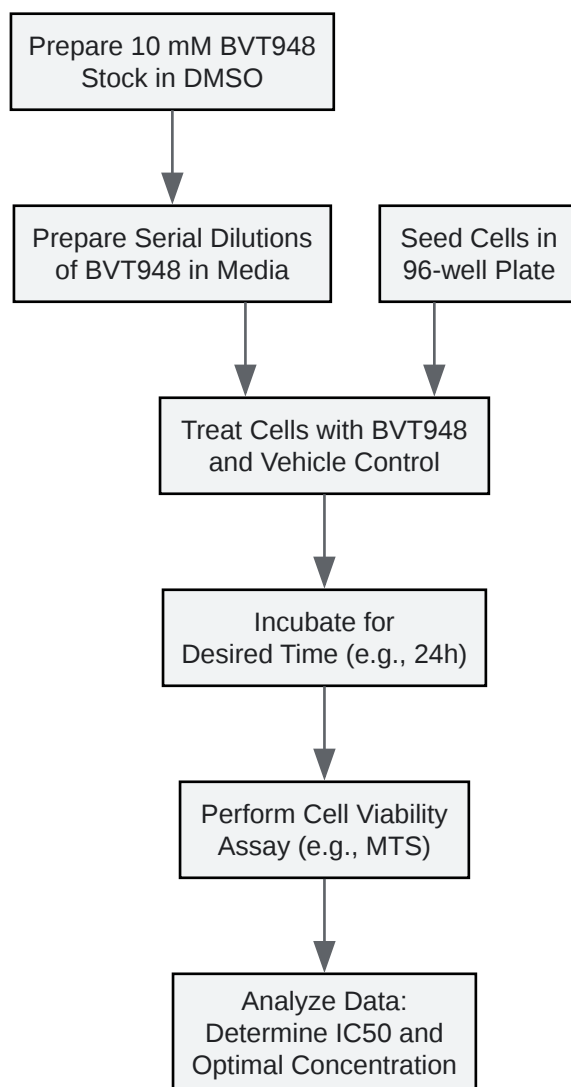 Prepare 10 mM BVT948
Stock in DMSO
Prepare Serial Dilutions
of BVT948 in Media
Seed Cells in
96-well Plate
Treat Cells with BVT948
and Vehicle Control
Incubate for
Desired Time (e.g., 24h)
Perform Cell Viability
Assay (e.g., MTS)
Analyze Data:
Determine IC50 and
Optimal Concentration